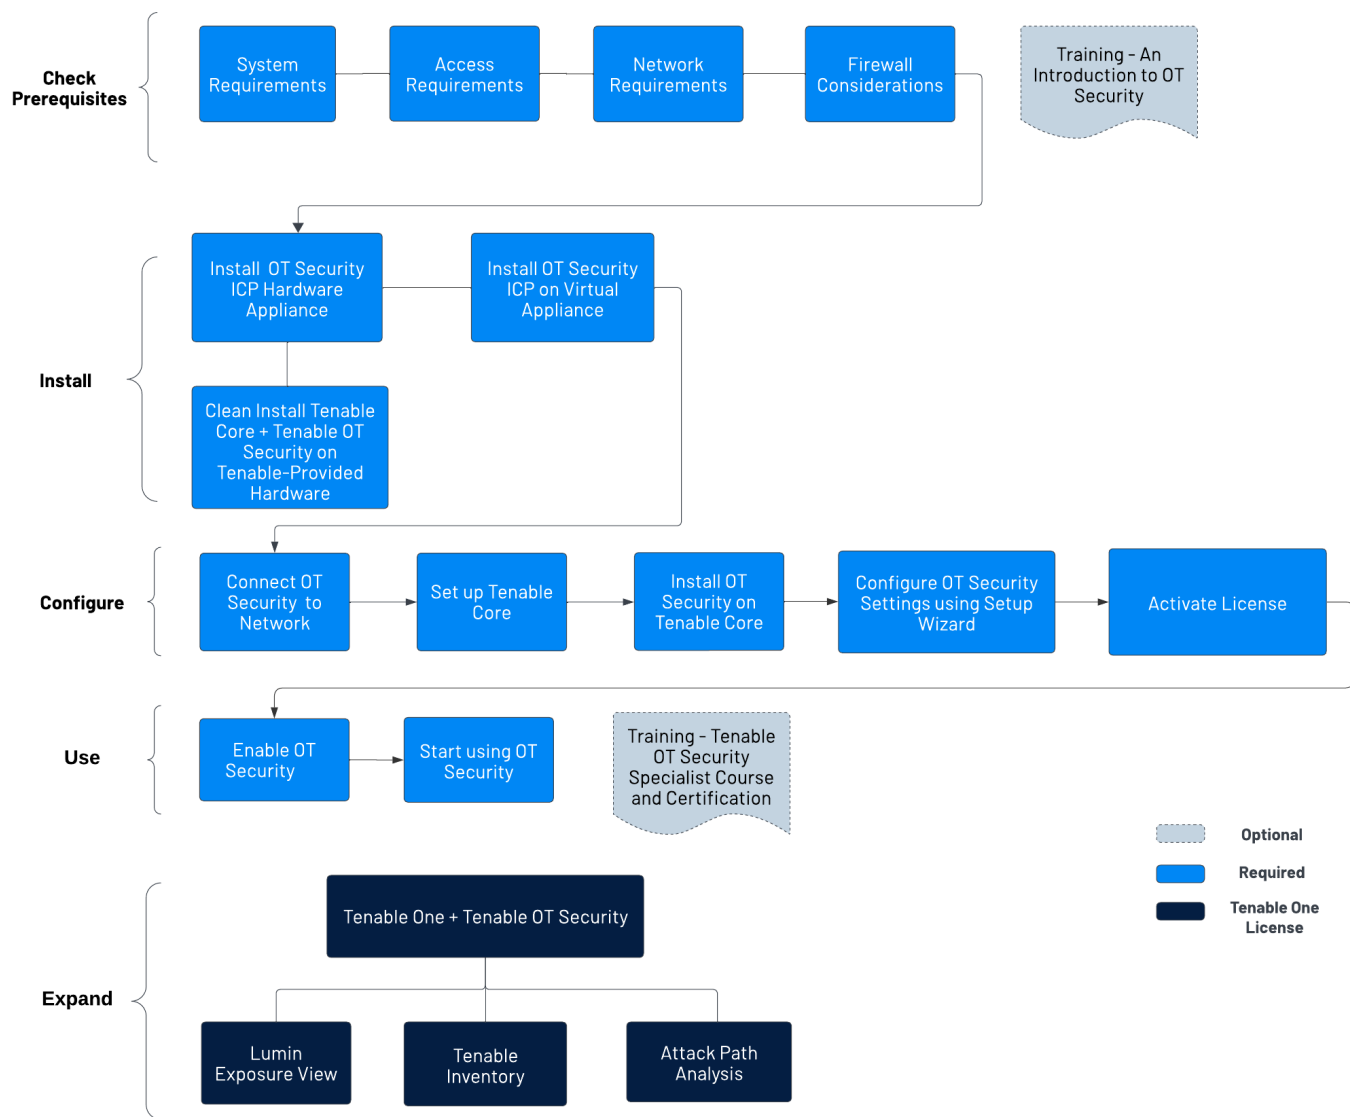 Check
Prerequisites
System
Requirements
Access
Requirements
Network
Requirements
Firewall
Considerations
Training - An
Introduction to OT
Security
Install
Install OT Security
ICP Hardware
Appliance
Install OT Security
ICP on Virtual
Appliance
Clean Install Tenable
Core + Tenable OT
Security on
Tenable-Provided
Hardware
Configure
Connect OT
Security to
Network
Set up Tenable
Core
Install OT
Security on
Tenable Core
Configure OT Security
Settings using Setup
Wizard
Activate License
Use
Enable OT
Security
Start using OT
Security
Training - Tenable
OT Security
Specialist Course
and Certification
Optional
Required
Tenable One
License
Expand
Tenable One + Tenable OT Security
Lumin
Exposure View
Tenable
Inventory
Attack Path
Analysis